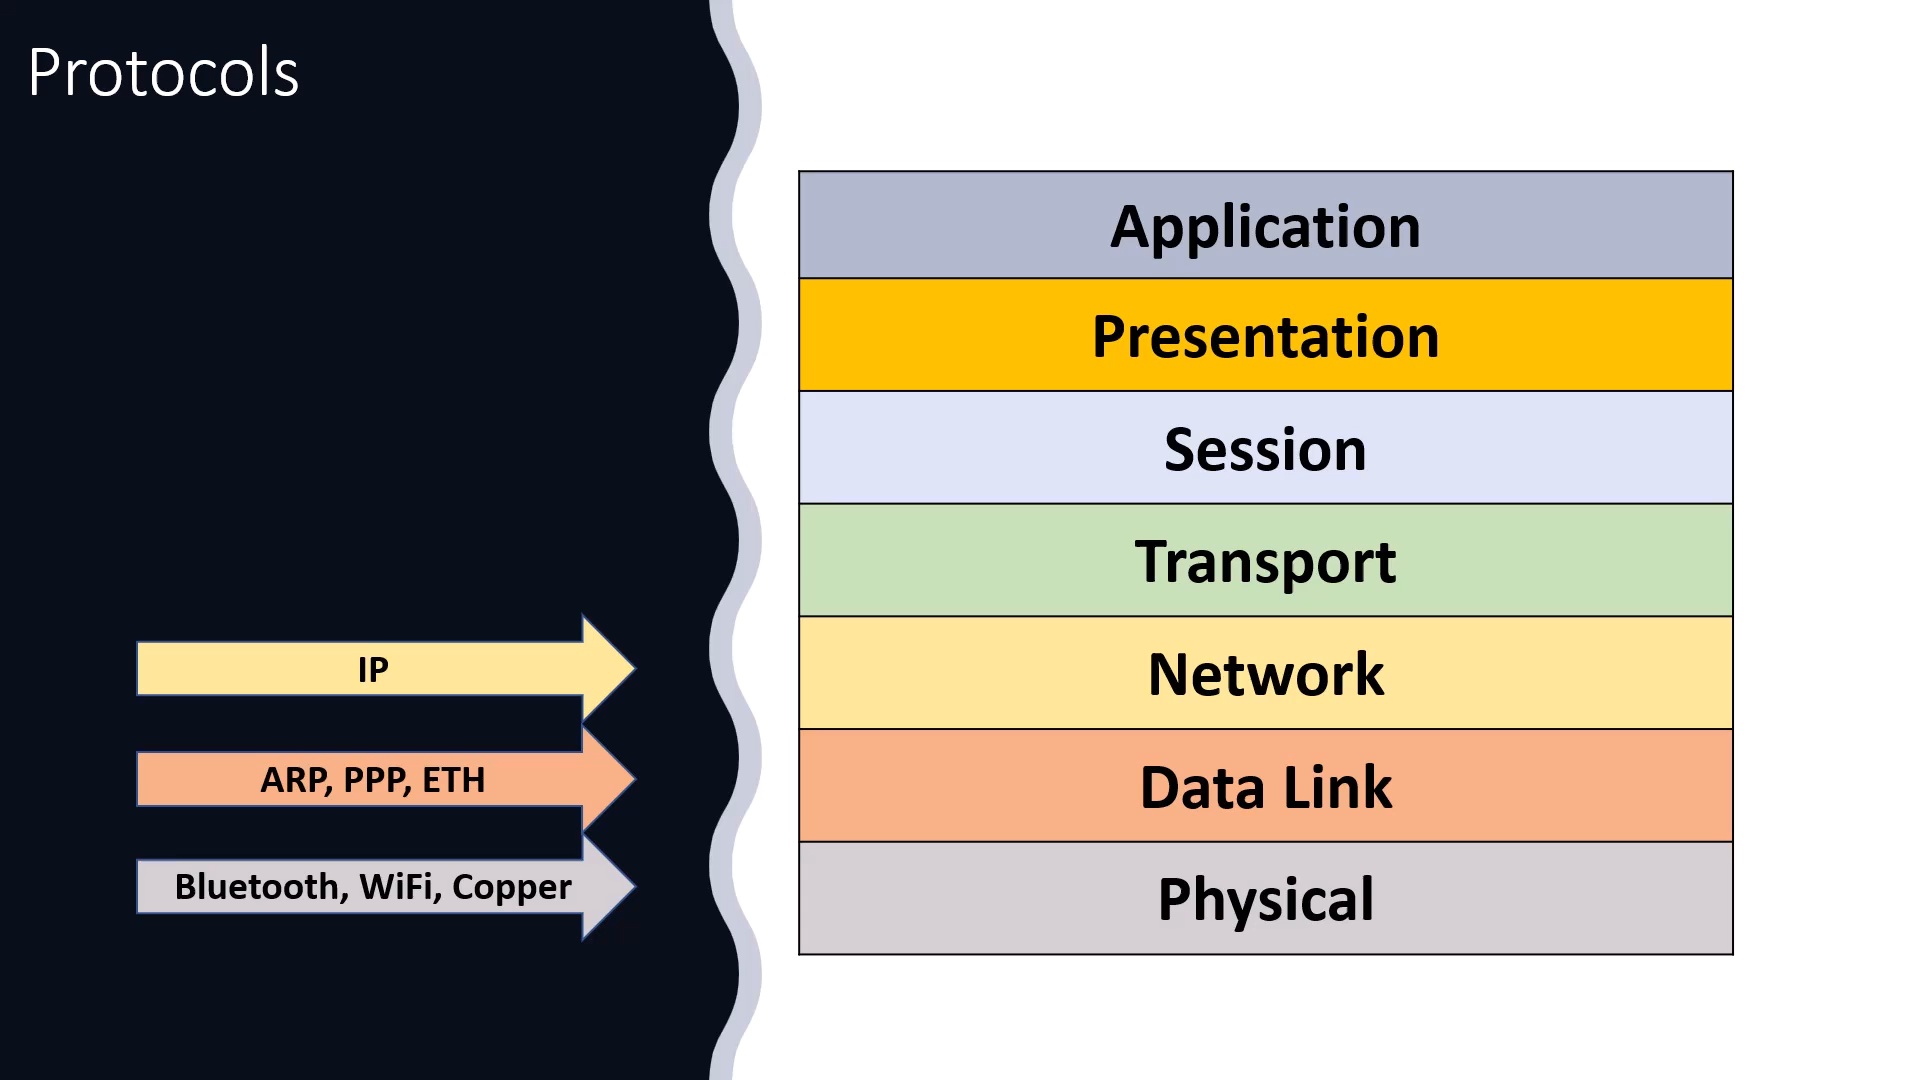 Protocols
Application
Presentation
Session
Transport
IP
Network
ARP, PPP, ETH
Data Link
Bluetooth, WiFi, Copper
Physical